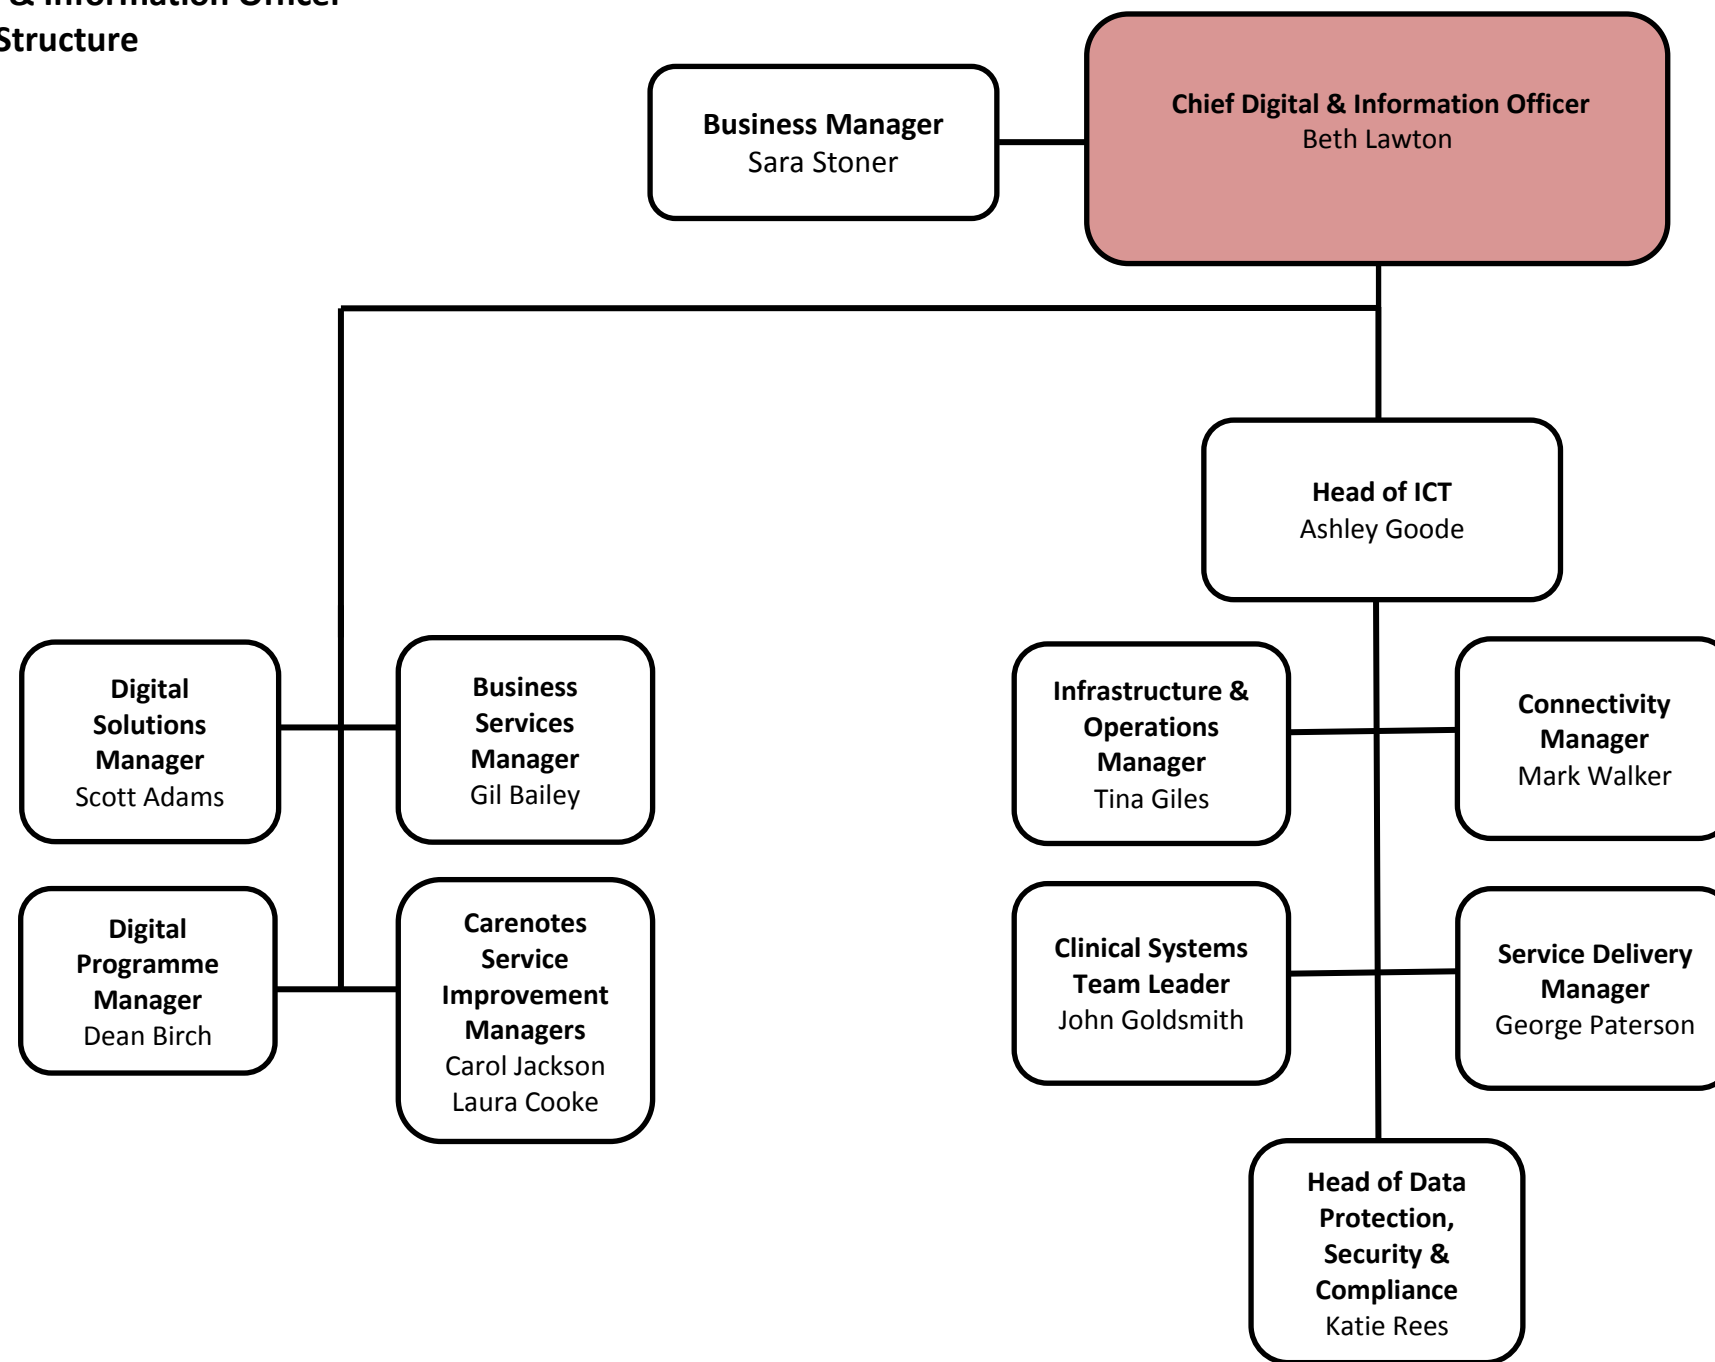 & Information Officer
Structure
Business Manager
Sara Stoner
Chief Digital & Information Officer
Beth Lawton
Head of ICT
Ashley Goode
Digital
Solutions
Manager
Scott Adams
Business
Services
Manager
Gil Bailey
Infrastructure &
Operations
Manager
Tina Giles
Connectivity
Manager
Mark Walker
Digital
Programme
Manager
Dean Birch
Carenotes
Service
Improvement
Managers
Carol Jackson
Laura Cooke
Clinical Systems
Team Leader
John Goldsmith
Service Delivery
Manager
George Paterson
Head of Data
Protection,
Security &
Compliance
Katie Rees